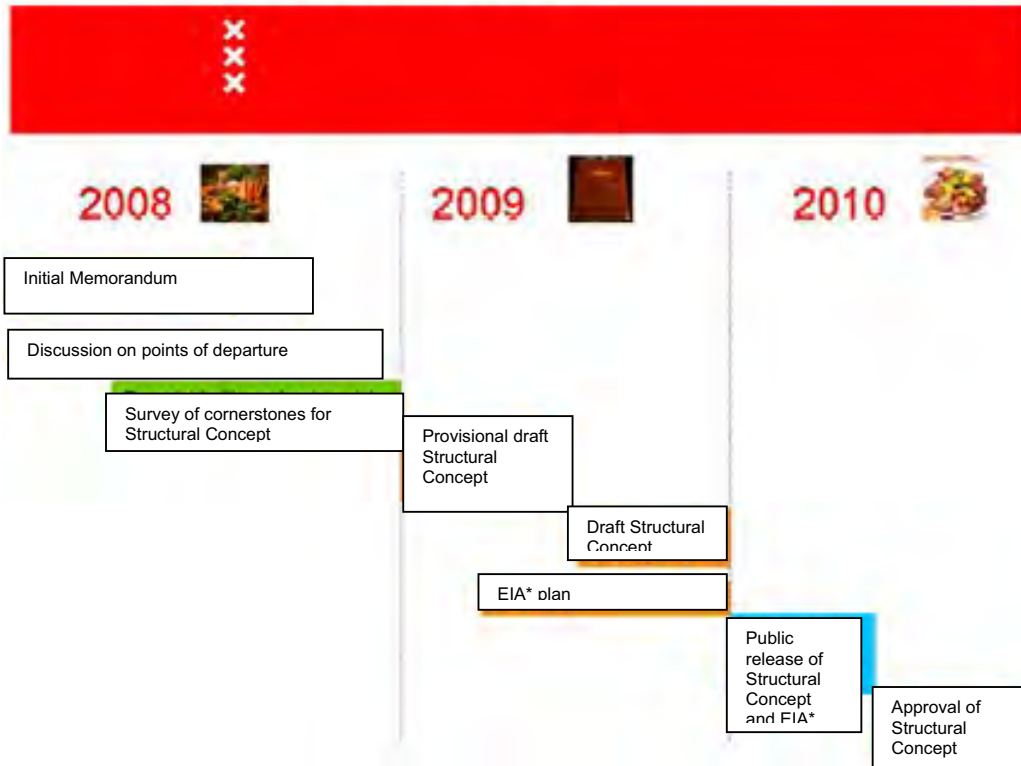 2008
2009
2010
Initial Memorandum
Discussion on points of departure
Survey of cornerstones for
Structural Concept
Provisional draft
Structural
Concept
Draft Structural
Concept
EIA* plan
Public
release of
Structural
Concept
and EIA*
Approval of
Structural
Concept